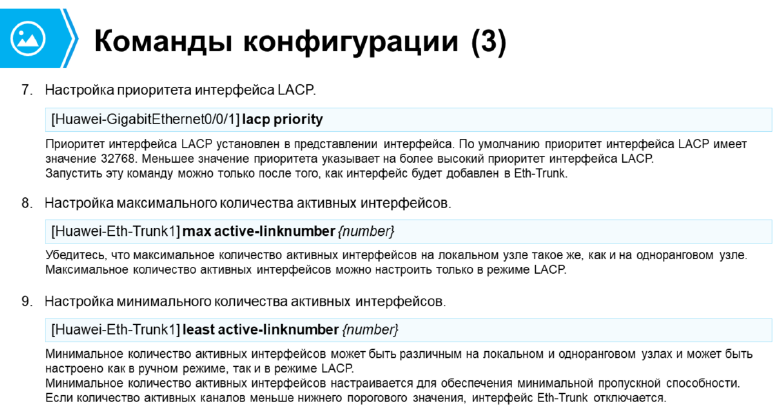 Команды конфигурации (3)
7. Настройка приоритета интерфейса LACP.
[Huawei-GigabitEthernet0/0/1] lacp priority
Приоритет интерфейса LACP установлен в представлении интерфейса. По умолчанию приоритет интерфейса LACP имеет
значение 32768. Меньшее значение приоритета указывает на более высокий приоритет интерфейса LACP.
Запустить эту команду можно только после того, как интерфейс будет добавлен в Eth-Trunk.
8. Настройка максимального количества активных интерфейсов.
[Huawei-Eth-Trunk1] max active-linknumber {number}
Убедитесь, что максимальное количество активных интерфейсов на локальном узле такое же, как и на одноранговом узле.
Максимальное количество активных интерфейсов можно настроить только в режиме LACP.
9. Настройка минимального количества активных интерфейсов.
[Huawei-Eth-Trunk1] least active-linknumber {number}
Минимальное количество активных интерфейсов может быть различным на локальном и одноранговом узлах и может быть
настроено как в ручном режиме, так и в режиме LACP.
Минимальное количество активных интерфейсов настраивается для обеспечения минимальной пропускной способности.
Если количество активных каналов меньше нижнего порогового значения, интерфейс Eth-Trunk отключается.